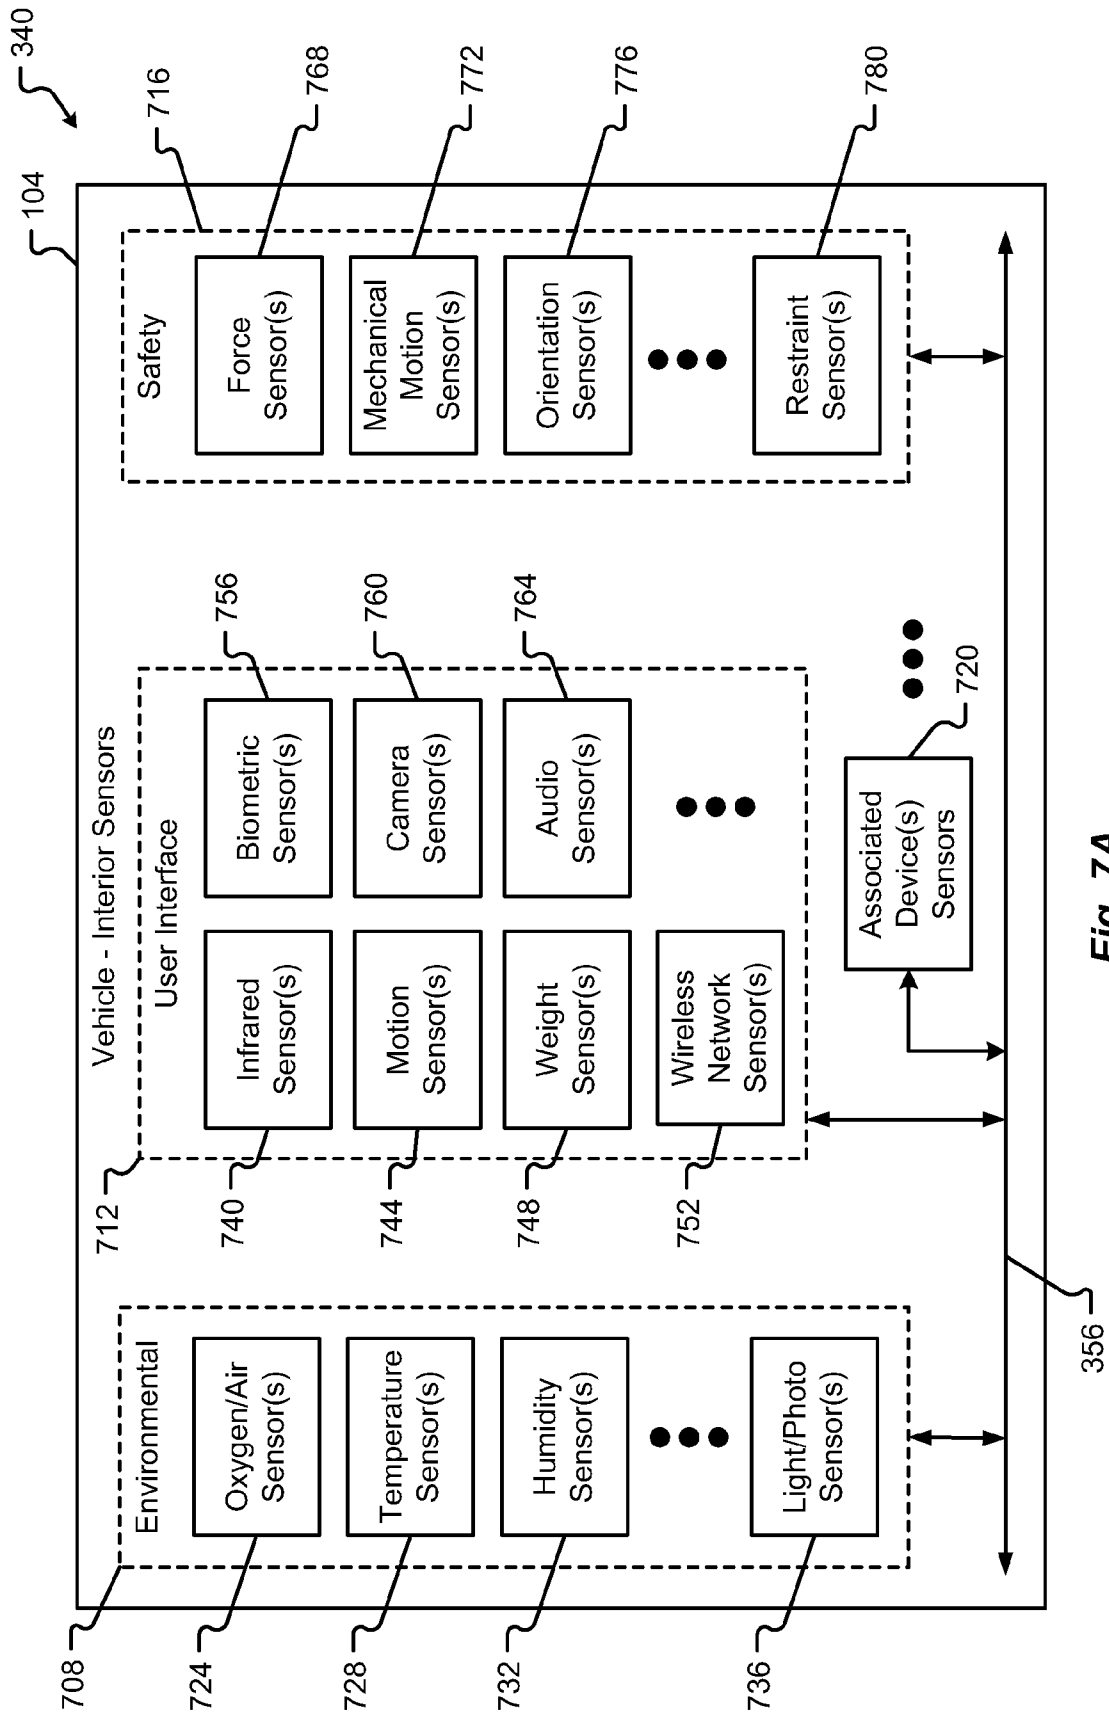 340
104
Vehicle - Interior Sensors
708
Environmental
724
Oxygen/Air
Sensor(s)
728
Temperature
Sensor(s)
732
Humidity
Sensor(s)
736
Light/Photo
Sensor(s)
712
User Interface
740
Infrared
Sensor(s)
756
Biometric
Sensor(s)
744
Motion
Sensor(s)
760
Camera
Sensor(s)
748
Weight
Sensor(s)
764
Audio
Sensor(s)
752
Wireless
Network
Sensor(s)
716
Safety
768
Force
Sensor(s)
772
Mechanical
Motion
Sensor(s)
776
Orientation
Sensor(s)
780
Restraint
Sensor(s)
720
Associated
Device(s)
Sensors
356
Fig. 7A